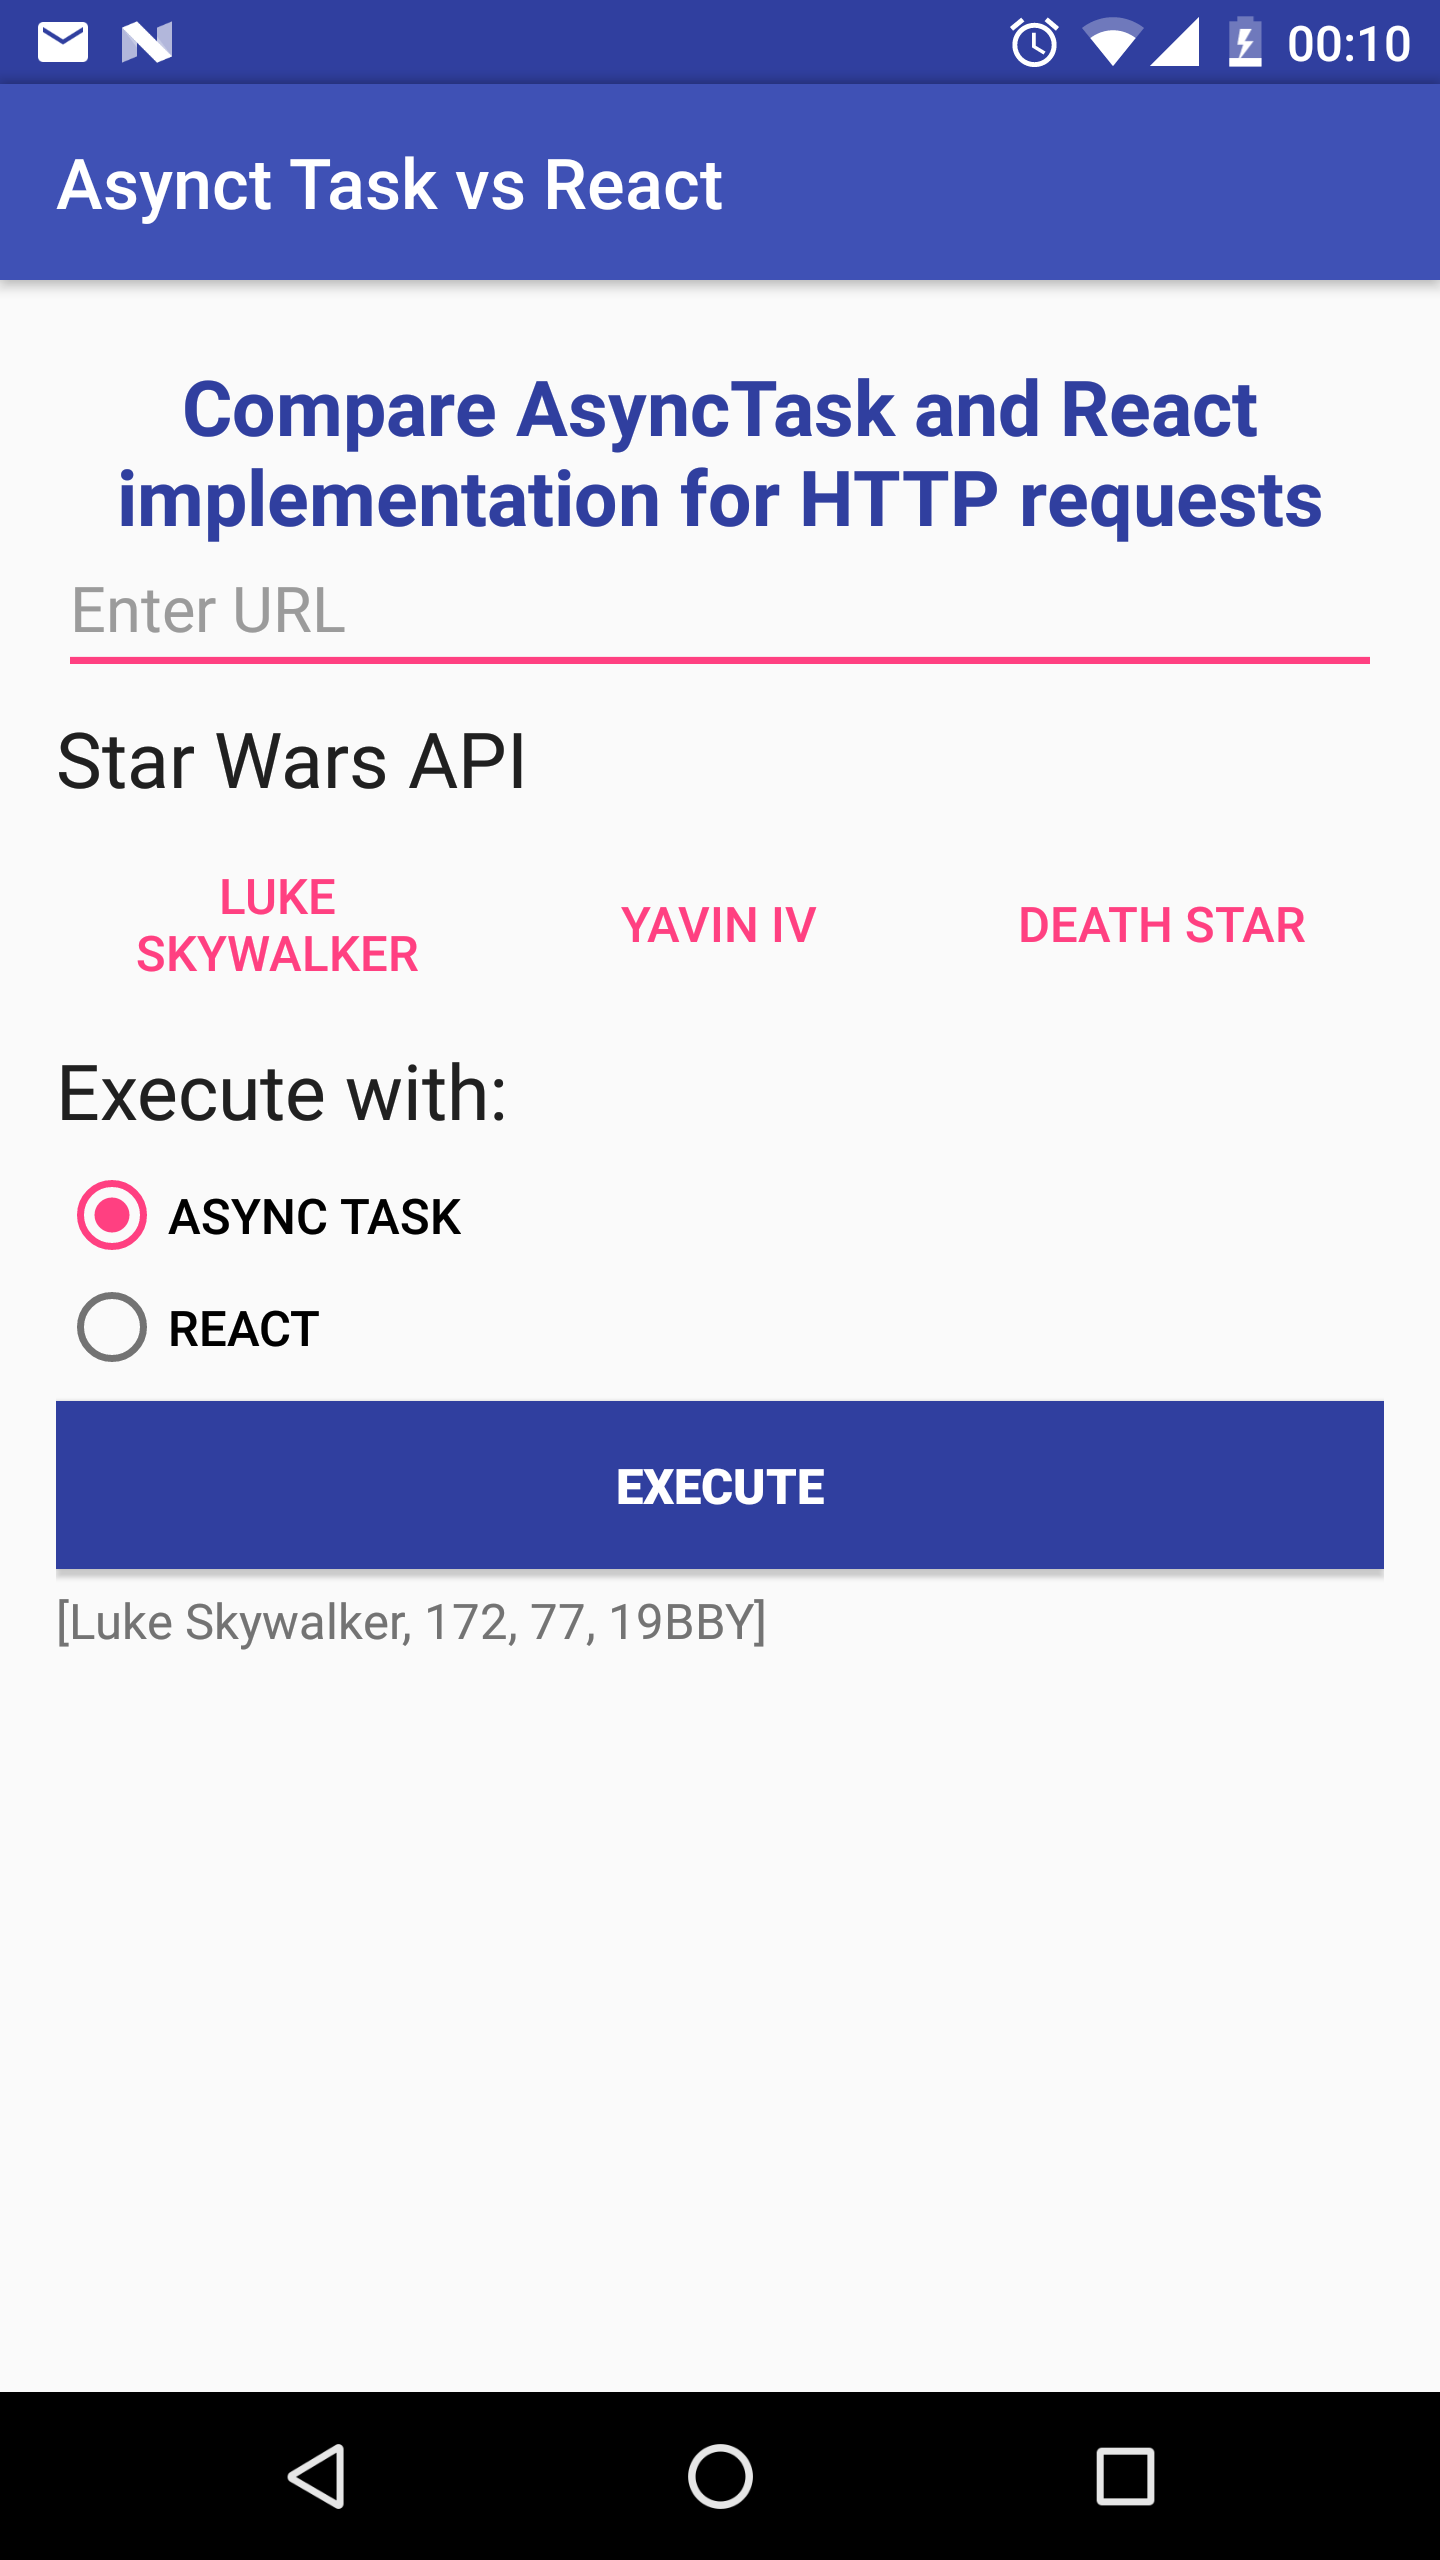 00:10
Asynct Task vs React
Compare AsyncTask and React
implementation for HTTP requests
Enter URL
Star Wars API
LUKE
SKYWALKER
YAVIN IV
DEATH STAR
Execute with:
ASYNC TASK
REACT
EXECUTE
[Luke Skywalker, 172, 77, 19BBY]